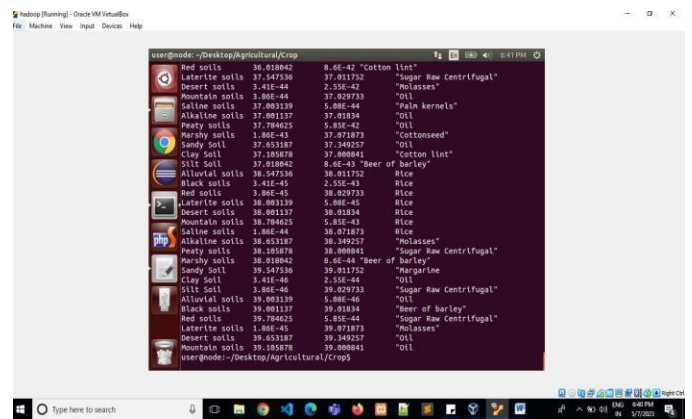 hadoop [Running] - Oracle VM VirtualBox
File Machine View Input Devices Help
user@node: ~/Desktop/Agricultural/Crop 6:41 PM
Red soils 36.018042 8.6E-42 "Cotton lint"
Laterite soils 37.547536 37.011752 "Sugar Raw Centrifugal"
Desert soils 3.41E-44 2.55E-42 "Molasses"
Mountain soils 3.86E-44 37.029733 "Oil
Saline soils 37.003139 5.08E-44 "Palm kernels"
Alkaline soils 37.001137 37.01834 "Oil
Peaty soils 37.784625 5.85E-42 "Oil
Marshy soils 1.86E-43 37.071873 "Cottonseed"
Sandy Soil 37.653187 37.349257 "Oil
Clay Soil 37.105878 37.000841 "Cotton lint"
Silt Soil 37.018042 8.6E-43 "Beer of barley"
Alluvial soils 38.547536 38.011752 Rice
Black soils 3.41E-45 2.55E-43 Rice
Red soils 3.86E-45 38.029733 Rice
Laterite soils 38.003139 5.08E-45 Rice
Desert soils 38.001137 38.01834 Rice
Mountain soils 38.784625 5.85E-43 Rice
Saline soils 1.86E-44 38.071873 Rice
Alkaline soils 38.653187 38.349257 "Molasses"
Peaty soils 38.105878 38.000841 "Sugar Raw Centrifugal"
Marshy soils 38.018042 8.6E-44 "Beer of barley"
Sandy Soil 39.547536 39.011752 "Margarine
Clay Soil 3.41E-46 2.55E-44 "Oil
Silt Soil 3.86E-46 39.029733 "Sugar Raw Centrifugal"
Alluvial soils 39.003139 5.08E-46 "Oil
Black soils 39.001137 39.01834 "Beer of barley"
Red soils 39.784625 5.85E-44 "Sugar Raw Centrifugal"
Laterite soils 1.86E-45 39.071873 "Molasses"
Desert soils 39.653187 39.349257 "Oil
Mountain soils 39.105878 39.000841 "Oil
user@node:~/Desktop/Agricultural/Crop$
php
Right Ctrl
Type here to search
ENG 6:40 PM
5/7/2023